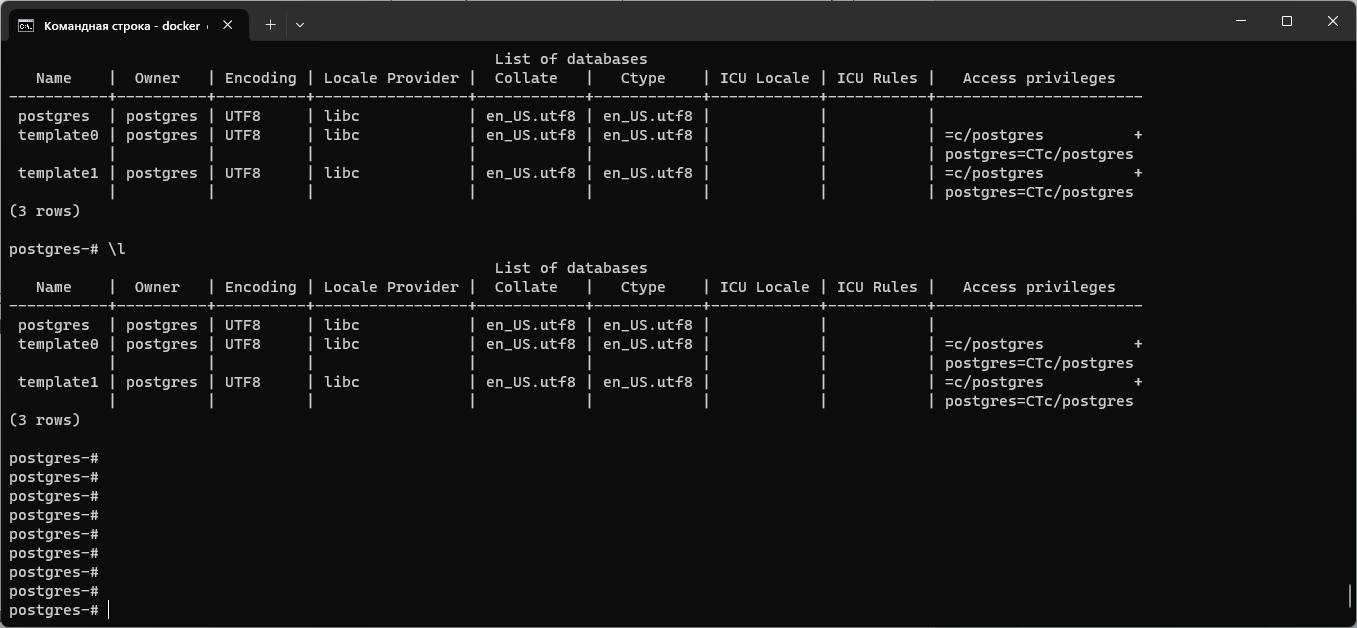 Командная строка - docker
List of databases
Name | Owner | Encoding | Locale Provider | Collate | Ctype | ICU Locale | ICU Rules | Access privileges
-----------+----------+----------+-----------------+------------+------------+------------+-----------+-----------------------
postgres | postgres | UTF8 | libc | en_US.utf8 | en_US.utf8 | | |
template0 | postgres | UTF8 | libc | en_US.utf8 | en_US.utf8 | | | =c/postgres +
| | | | | | | | postgres=CTc/postgres
template1 | postgres | UTF8 | libc | en_US.utf8 | en_US.utf8 | | | =c/postgres +
| | | | | | | | postgres=CTc/postgres
(3 rows)
postgres-# \l
List of databases
Name | Owner | Encoding | Locale Provider | Collate | Ctype | ICU Locale | ICU Rules | Access privileges
-----------+----------+----------+-----------------+------------+------------+------------+-----------+-----------------------
postgres | postgres | UTF8 | libc | en_US.utf8 | en_US.utf8 | | |
template0 | postgres | UTF8 | libc | en_US.utf8 | en_US.utf8 | | | =c/postgres +
| | | | | | | | postgres=CTc/postgres
template1 | postgres | UTF8 | libc | en_US.utf8 | en_US.utf8 | | | =c/postgres +
| | | | | | | | postgres=CTc/postgres
(3 rows)
postgres-#
postgres-#
postgres-#
postgres-#
postgres-#
postgres-#
postgres-#
postgres-#
postgres-#